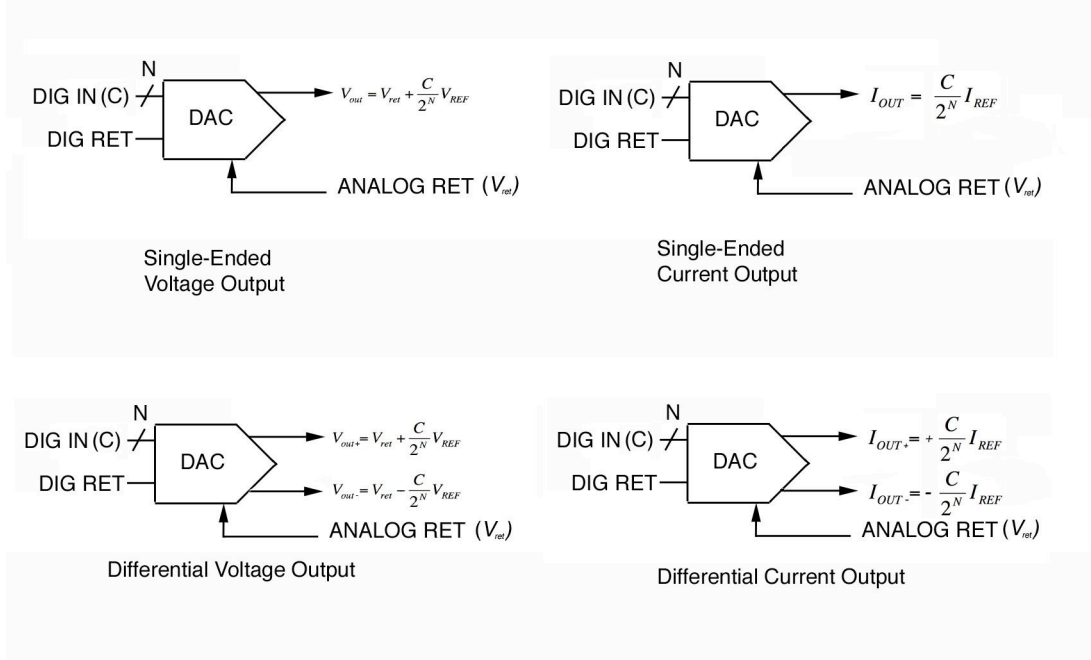 N
DIG IN (C)
DAC
V_out = V_ret + C/2^N V_REF
DIG RET
ANALOG RET (V_ret)
Single-Ended
Voltage Output
N
DIG IN (C)
DAC
I_OUT = C/2^N I_REF
DIG RET
ANALOG RET (V_ret)
Single-Ended
Current Output
N
DIG IN (C)
DAC
V_out+ = V_ret + C/2^N V_REF
DIG RET
V_out- = V_ret − C/2^N V_REF
ANALOG RET (V_ret)
Differential Voltage Output
N
DIG IN (C)
DAC
I_OUT+ = + C/2^N I_REF
DIG RET
I_OUT- = - C/2^N I_REF
ANALOG RET (V_ret)
Differential Current Output